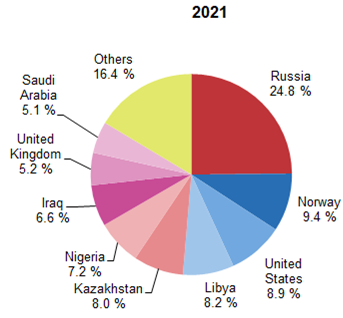 2021
Russia
24.8 %
Norway
9.4 %
United
States
8.9 %
Libya
8.2 %
Kazakhstan
8.0 %
Nigeria
7.2 %
Iraq
6.6 %
United
Kingdom
5.2 %
Saudi
Arabia
5.1 %
Others
16.4 %